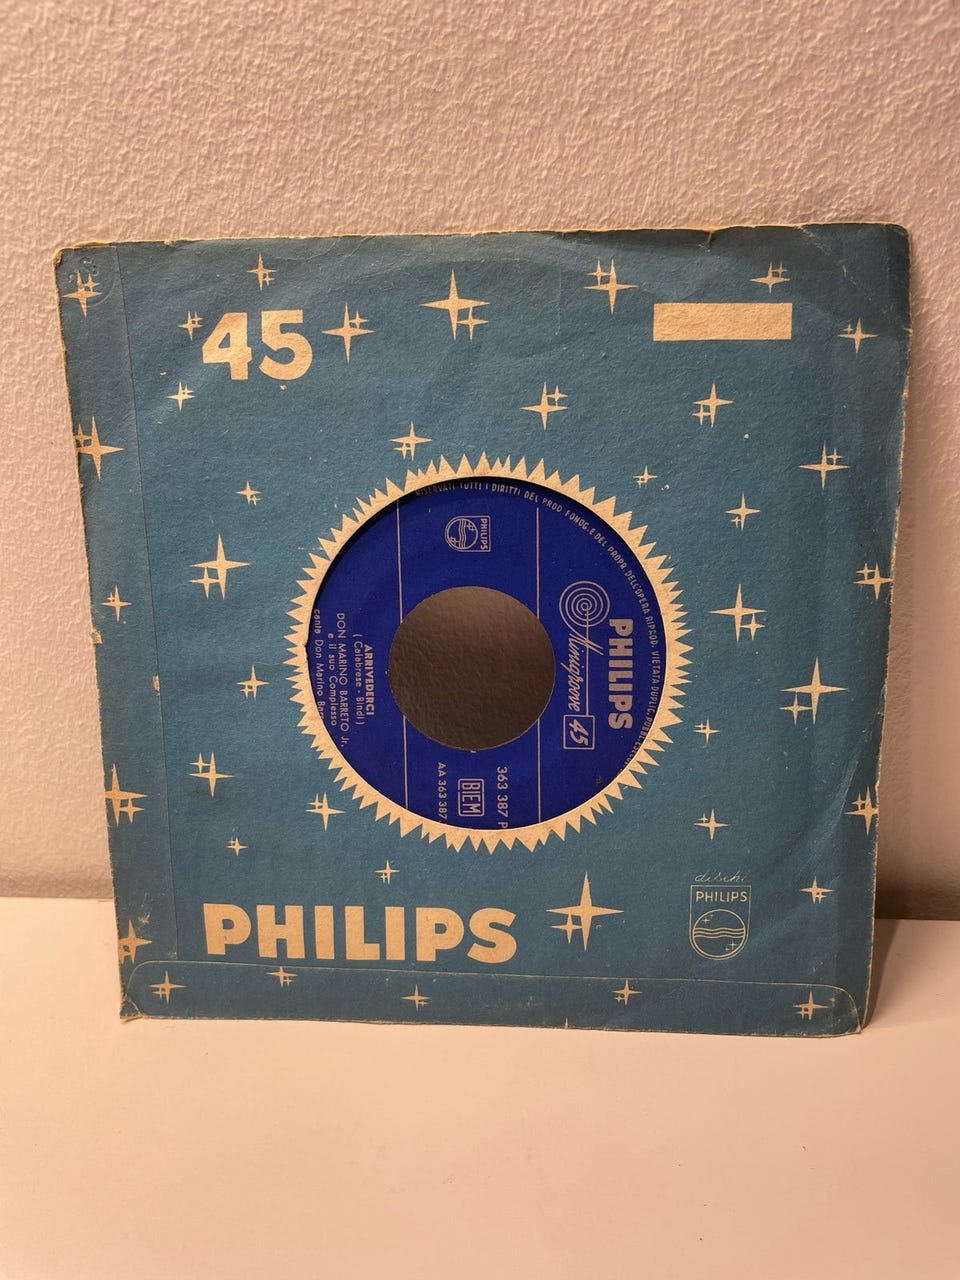 45
RISERVATI TUTTI I DIRITTI DEL PROD. FONOG. E DEL PROPR. DELL'OPERA RIPROD. VIETATA DUPLIC. PUBBL.
PHILIPS
PHILIPS
Minigroove 45
363 387 P
BIEM
AA 363 387
ARRIVEDERCI
(Calabrese - Bindi)
DON MARINO BARRETO Jr.
e il suo Complesso
canta Don Marino
PHILIPS
dischi
PHILIPS